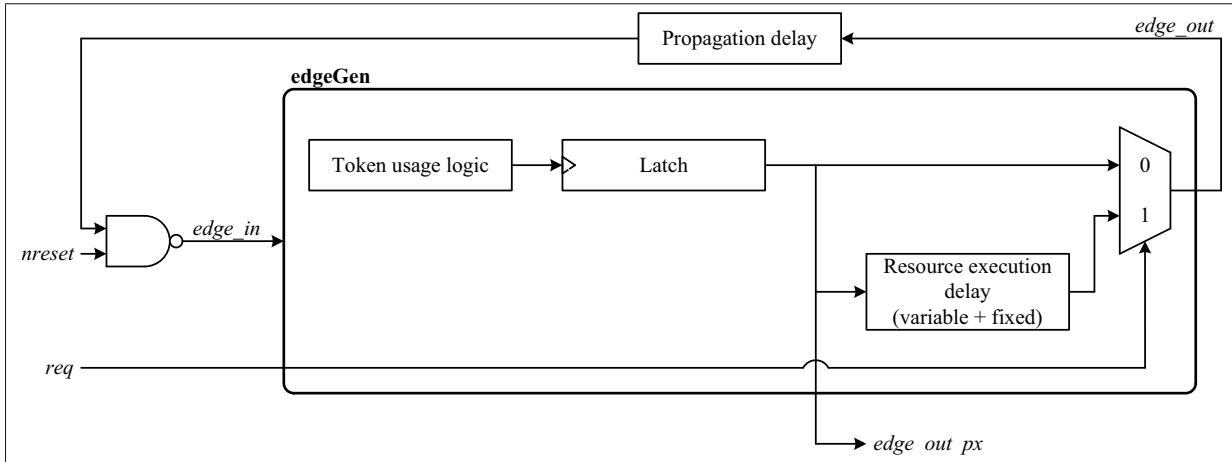 edge_out
Propagation delay
edgeGen
Token usage logic
Latch
0
1
edge_in
nreset
Resource execution
delay
(variable + fixed)
req
edge_out_px